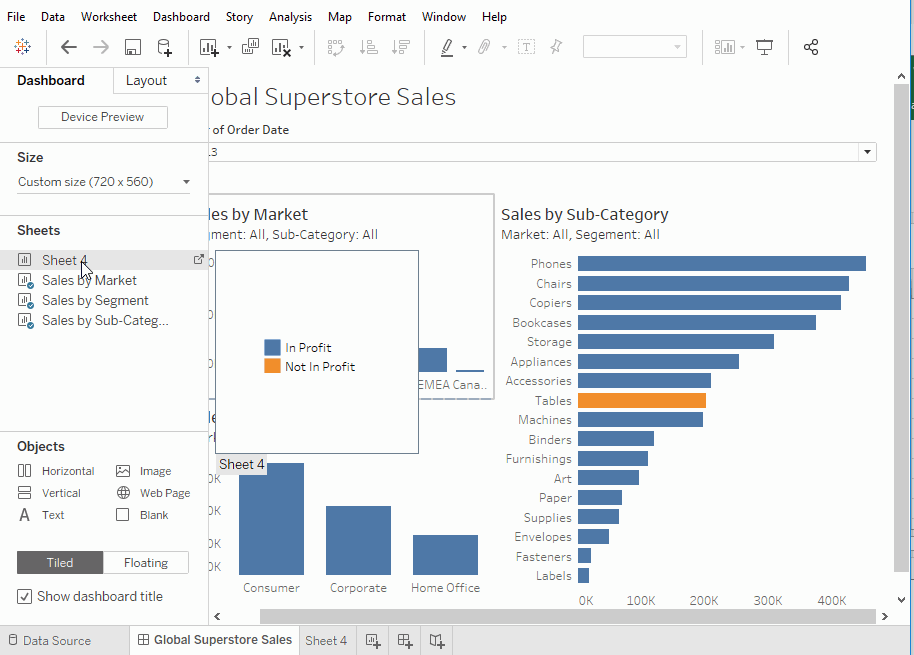 File Data Worksheet Dashboard Story Analysis Map Format Window Help
Dashboard Layout
Device Preview
Size
Custom size (720 x 560)
Sheets
Sheet 4
Sales by Market
Sales by Segment
Sales by Sub-Categ...
Objects
Horizontal Image
Vertical Web Page
Text Blank
Tiled Floating
Show dashboard title
obal Superstore Sales
r of Order Date
13
les by Market
gment: All, Sub-Category: All
In Profit
Not In Profit
EMEA Cana..
Sheet 4
0K
0K
0K
0K
Consumer Corporate Home Office
Sales by Sub-Category
Market: All, Segement: All
Phones
Chairs
Copiers
Bookcases
Storage
Appliances
Accessories
Tables
Machines
Binders
Furnishings
Art
Paper
Supplies
Envelopes
Fasteners
Labels
0K 100K 200K 300K 400K
Data Source Global Superstore Sales Sheet 4